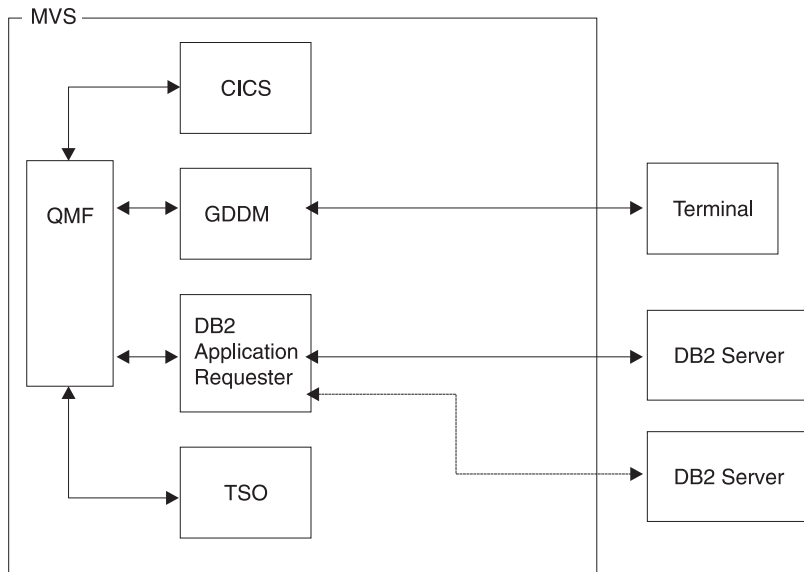 MVS
CICS
QMF
GDDM
Terminal
DB2
Application
Requester
DB2 Server
DB2 Server
TSO